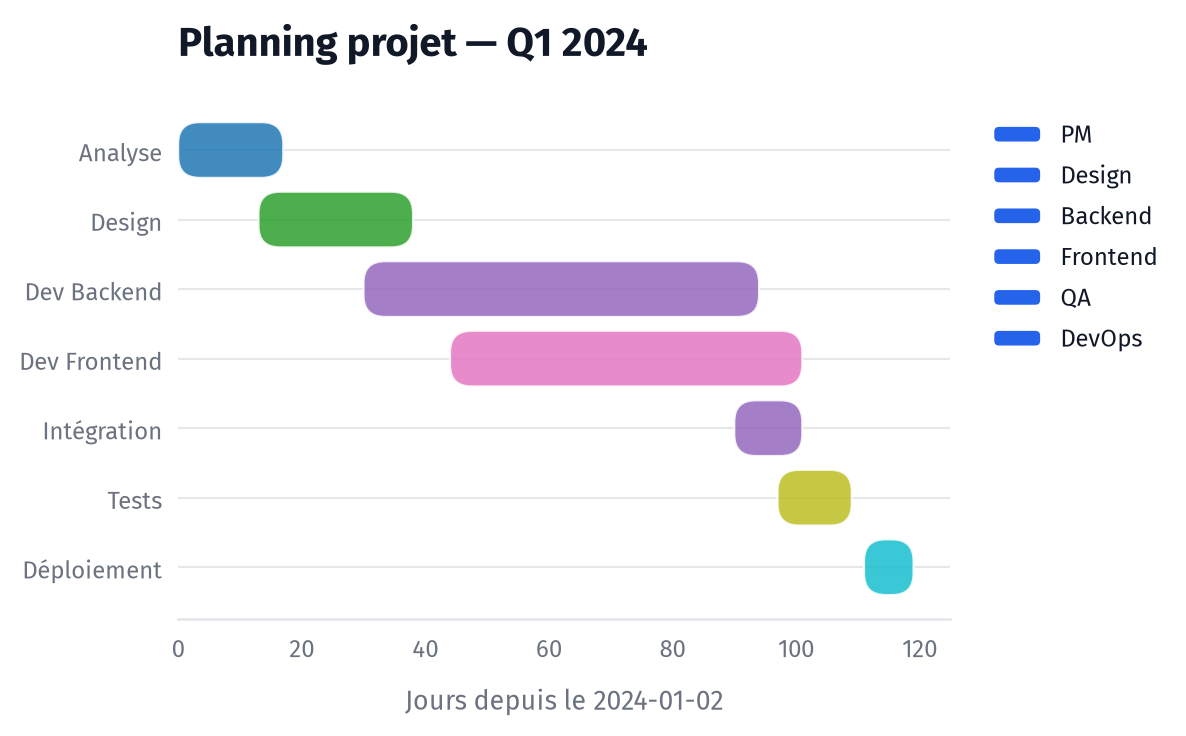 Planning projet — Q1 2024
Analyse
Design
Dev Backend
Dev Frontend
Intégration
Tests
Déploiement
0 20 40 60 80 100 120
Jours depuis le 2024-01-02
PM
Design
Backend
Frontend
QA
DevOps